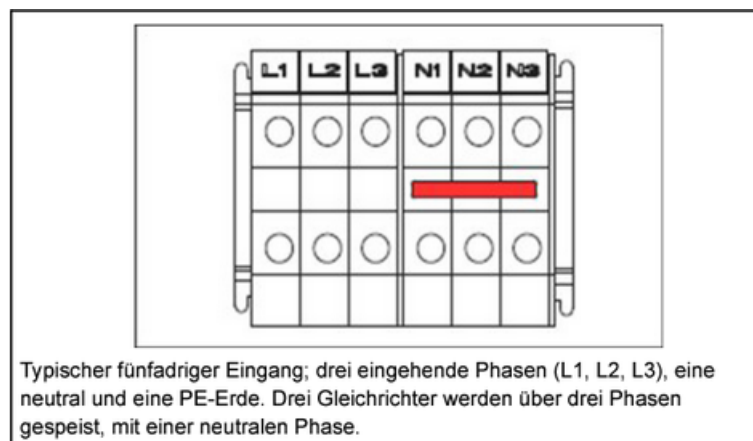 L1 L2 L3 N1 N2 N3
Typischer fünfadriger Eingang; drei eingehende Phasen (L1, L2, L3), eine
neutral und eine PE-Erde. Drei Gleichrichter werden über drei Phasen
gespeist, mit einer neutralen Phase.